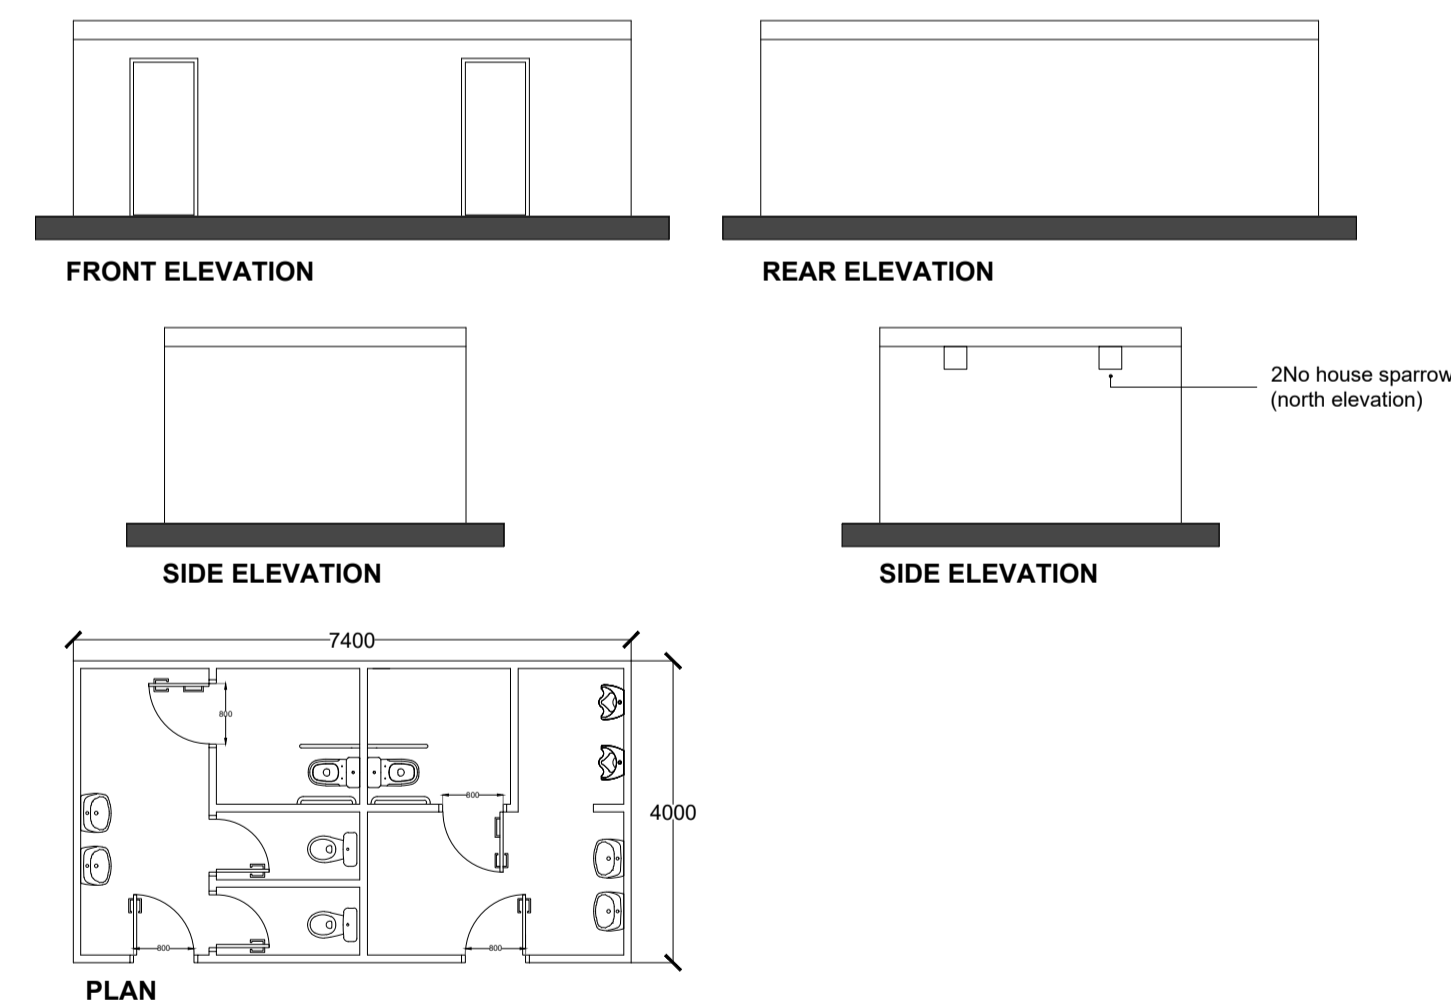 FRONT ELEVATION
REAR ELEVATION
2No house sparrow
(north elevation)
SIDE ELEVATION
SIDE ELEVATION
7400
800
800
4000
800
800
PLAN